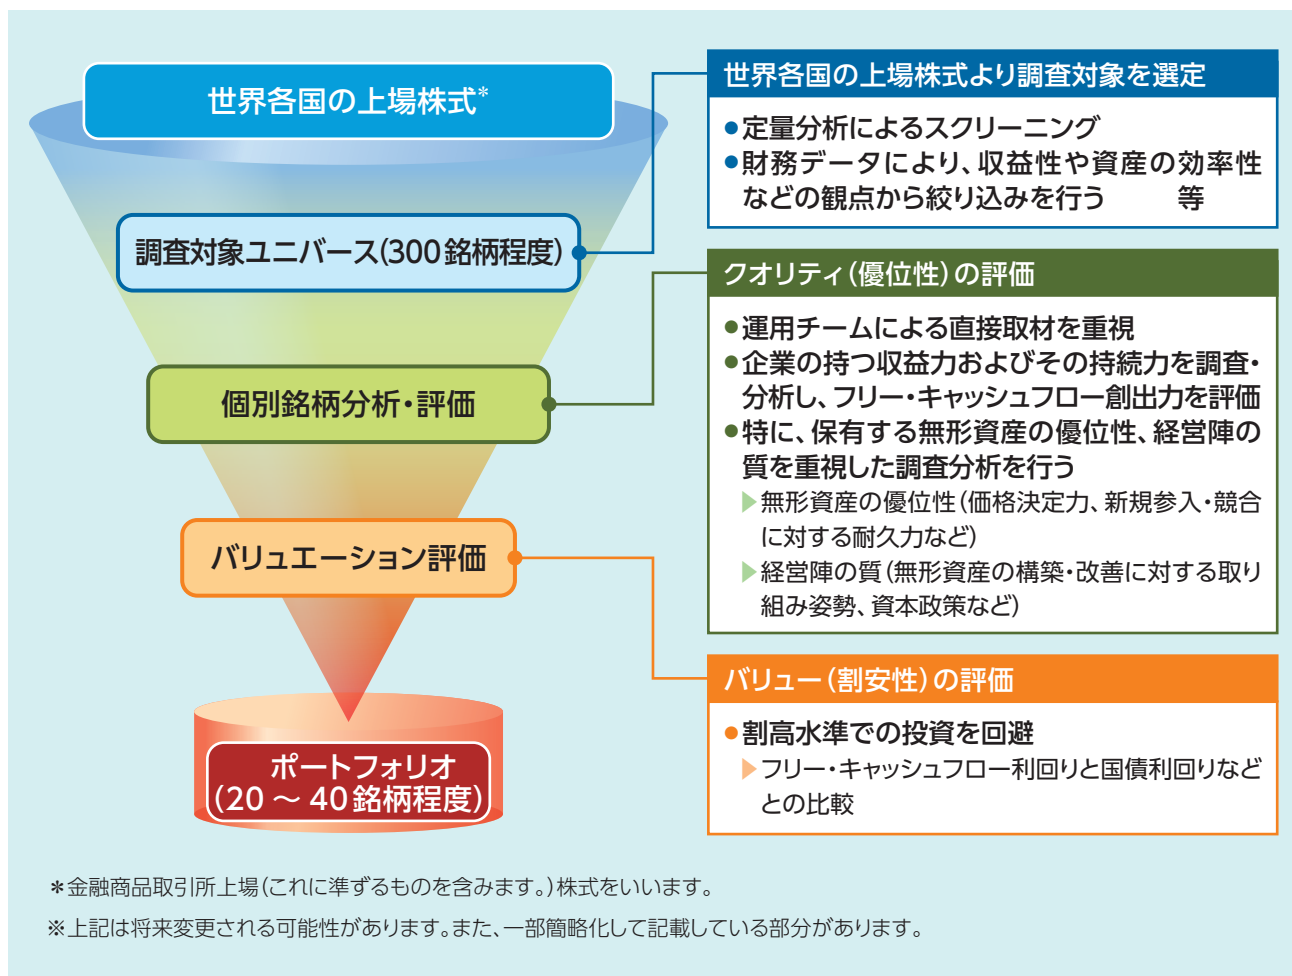 世界各国の上場株式*
調査対象ユニバース(300銘柄程度)
個別銘柄分析・評価
バリュエーション評価
ポートフォリオ
(20～40銘柄程度)
世界各国の上場株式より調査対象を選定
●定量分析によるスクリーニング
●財務データにより、収益性や資産の効率性
などの観点から絞り込みを行う 等
クオリティ(優位性)の評価
●運用チームによる直接取材を重視
●企業の持つ収益力およびその持続力を調査・
分析し、フリー・キャッシュフロー創出力を評価
●特に、保有する無形資産の優位性、経営陣の
質を重視した調査分析を行う
▶無形資産の優位性(価格決定力、新規参入・競合
に対する耐久力など)
▶経営陣の質(無形資産の構築・改善に対する取り
組み姿勢、資本政策など)
バリュー(割安性)の評価
●割高水準での投資を回避
▶フリー・キャッシュフロー利回りと国債利回りなど
との比較
＊金融商品取引所上場(これに準ずるものを含みます。)株式をいいます。
※上記は将来変更される可能性があります。また、一部簡略化して記載している部分があります。